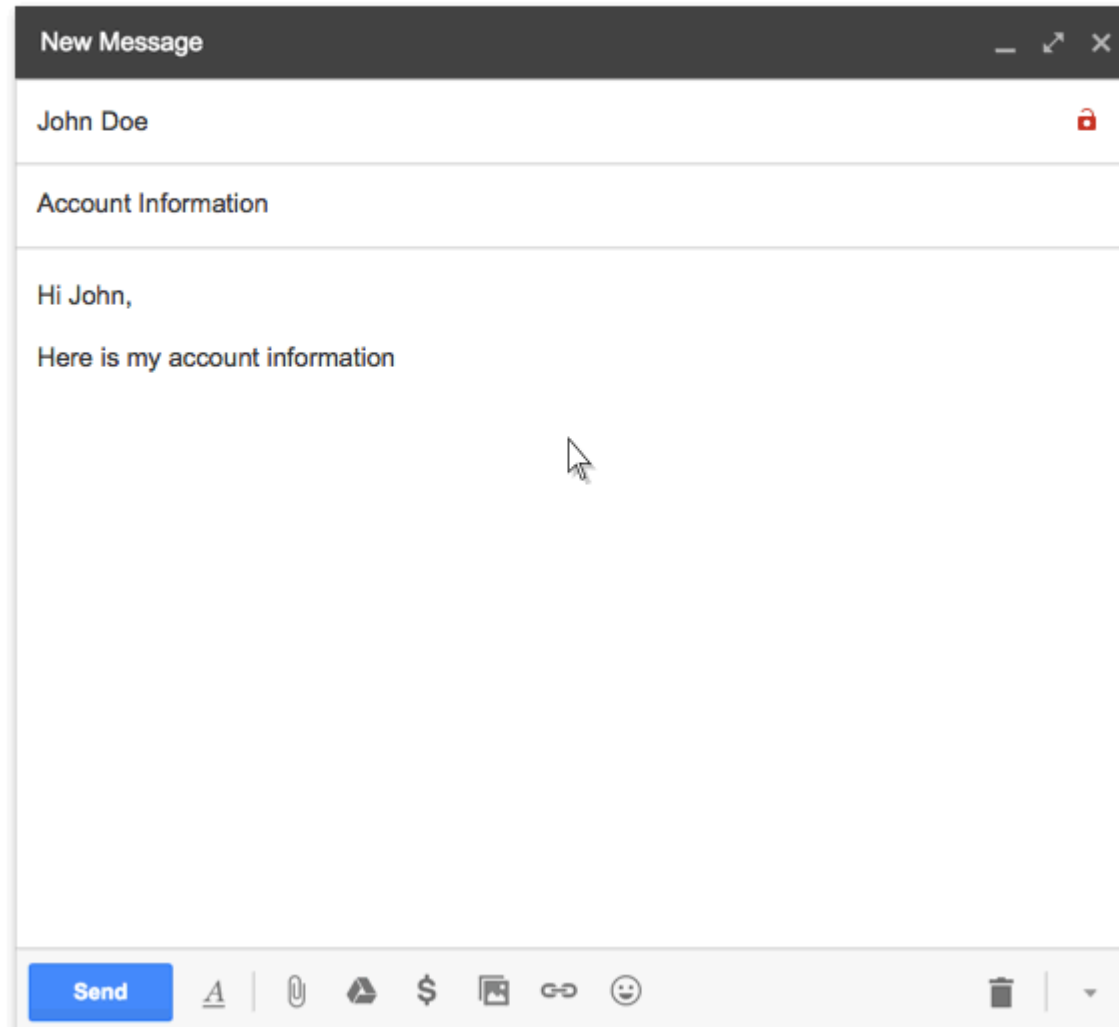 New Message
John Doe
Account Information
Hi John,
Here is my account information
Send A $